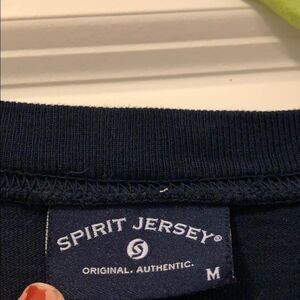 SPIRIT JERSEY®
S
ORIGINAL. AUTHENTIC.
M